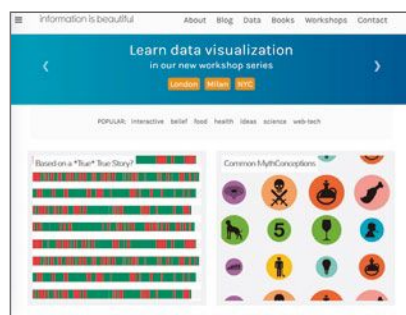 information is beautiful
About Blog Data Books Workshops Contact
Learn data visualization
in our new workshop series
London Milan NYC
POPULAR: Interactive belief food health ideas science web-tech
Based on a *True* True Story?
Common MythConceptions
5